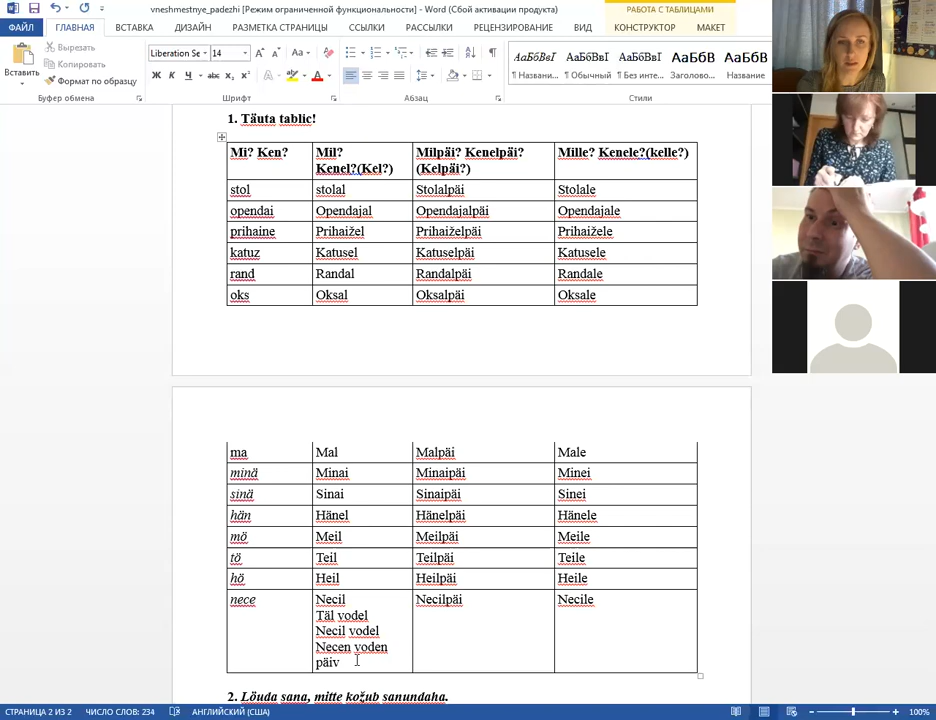 vneshmestnye_padezhi [Режим ограниченной функциональности] - Word (Сбой активации продукта)
РАБОТА С ТАБЛИЦАМИ
ФАЙЛ ГЛАВНАЯ ВСТАВКА ДИЗАЙН РАЗМЕТКА СТРАНИЦЫ ССЫЛКИ РАССЫЛКИ РЕЦЕНЗИРОВАНИЕ ВИД КОНСТРУКТОР МАКЕТ
Вставить
Вырезать
Копировать
Формат по образцу
Буфер обмена
Liberation Se 14
Ж К Ч abc x₂ x²
Шрифт
Абзац
АаБбВвГ АаБбВвГ АаБбВвГ АаБбВ АаБбВ
¶ Названи... ¶ Обычный ¶ Без инте... Заголово... Название
Стили
1. Täuta tablic!
Mi? Ken? Mil? Kenel?(Kel?) Milpäi? Kenelpäi? (Kelpäi?) Mille? Kenele?(kelle?)
stol stolal Stolalpäi Stolale
opendai Opendajal Opendajalpäi Opendajale
prihaine Prihaižel Prihaiželpäi Prihaižele
katuz Katusel Katuselpäi Katusele
rand Randal Randalpäi Randale
oks Oksal Oksalpäi Oksale
ma Mal Malpäi Male
minä Minai Minaipäi Minei
sinä Sinai Sinaipäi Sinei
hän Hänel Hänelpäi Hänele
mö Meil Meilpäi Meile
tö Teil Teilpäi Teile
hö Heil Heilpäi Heile
nece Necil Necilpäi Necile
Täl vodel
Necil vodel
Necen voden
päiv
2. Löuda sana, mitte kožub sanundaha.
СТРАНИЦА 2 ИЗ 2 ЧИСЛО СЛОВ: 234 АНГЛИЙСКИЙ (США) 100%